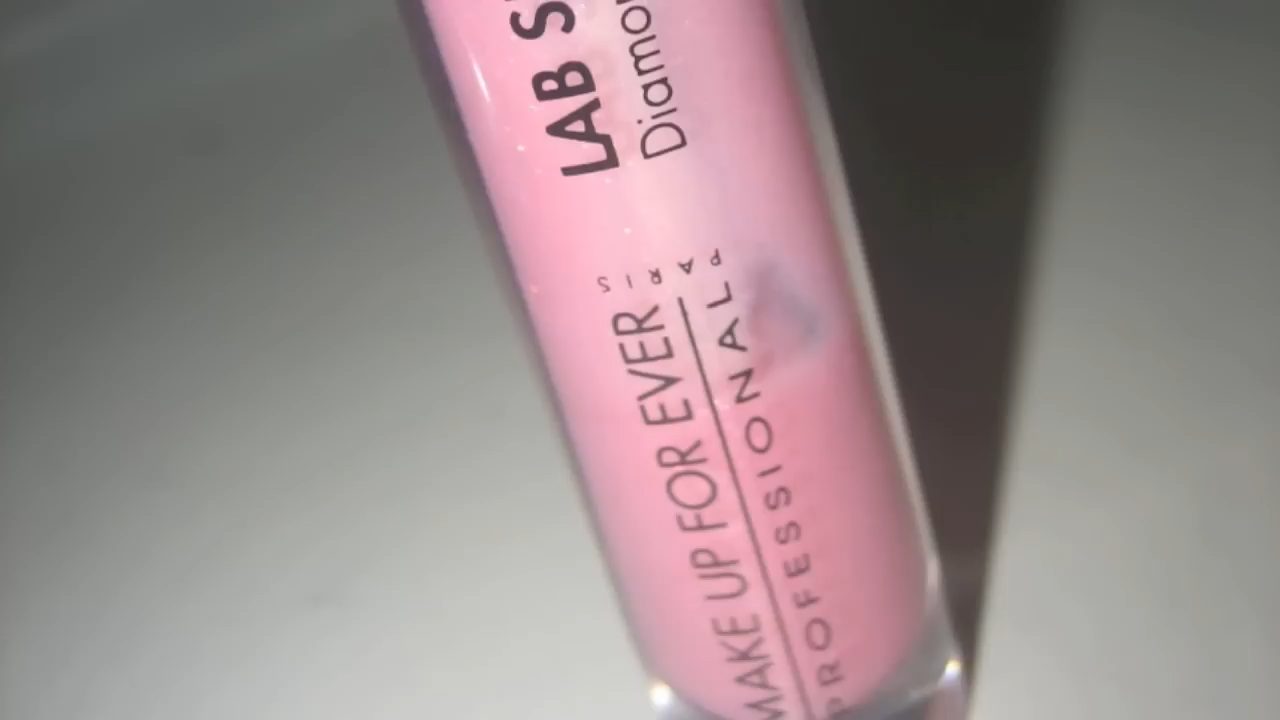 LAB S
Diamo
MAKE UP FOR EVER
PROFESSIONAL
PARIS